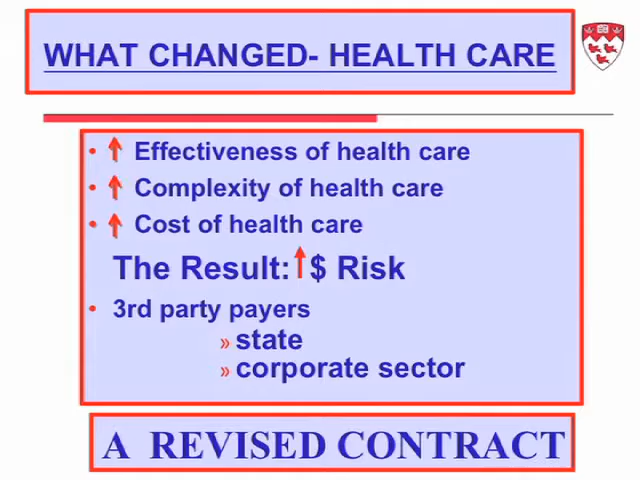 WHAT CHANGED- HEALTH CARE
• ↑ Effectiveness of health care
• ↑ Complexity of health care
• ↑ Cost of health care
The Result: ↑ $ Risk
• 3rd party payers
» state
» corporate sector
A REVISED CONTRACT